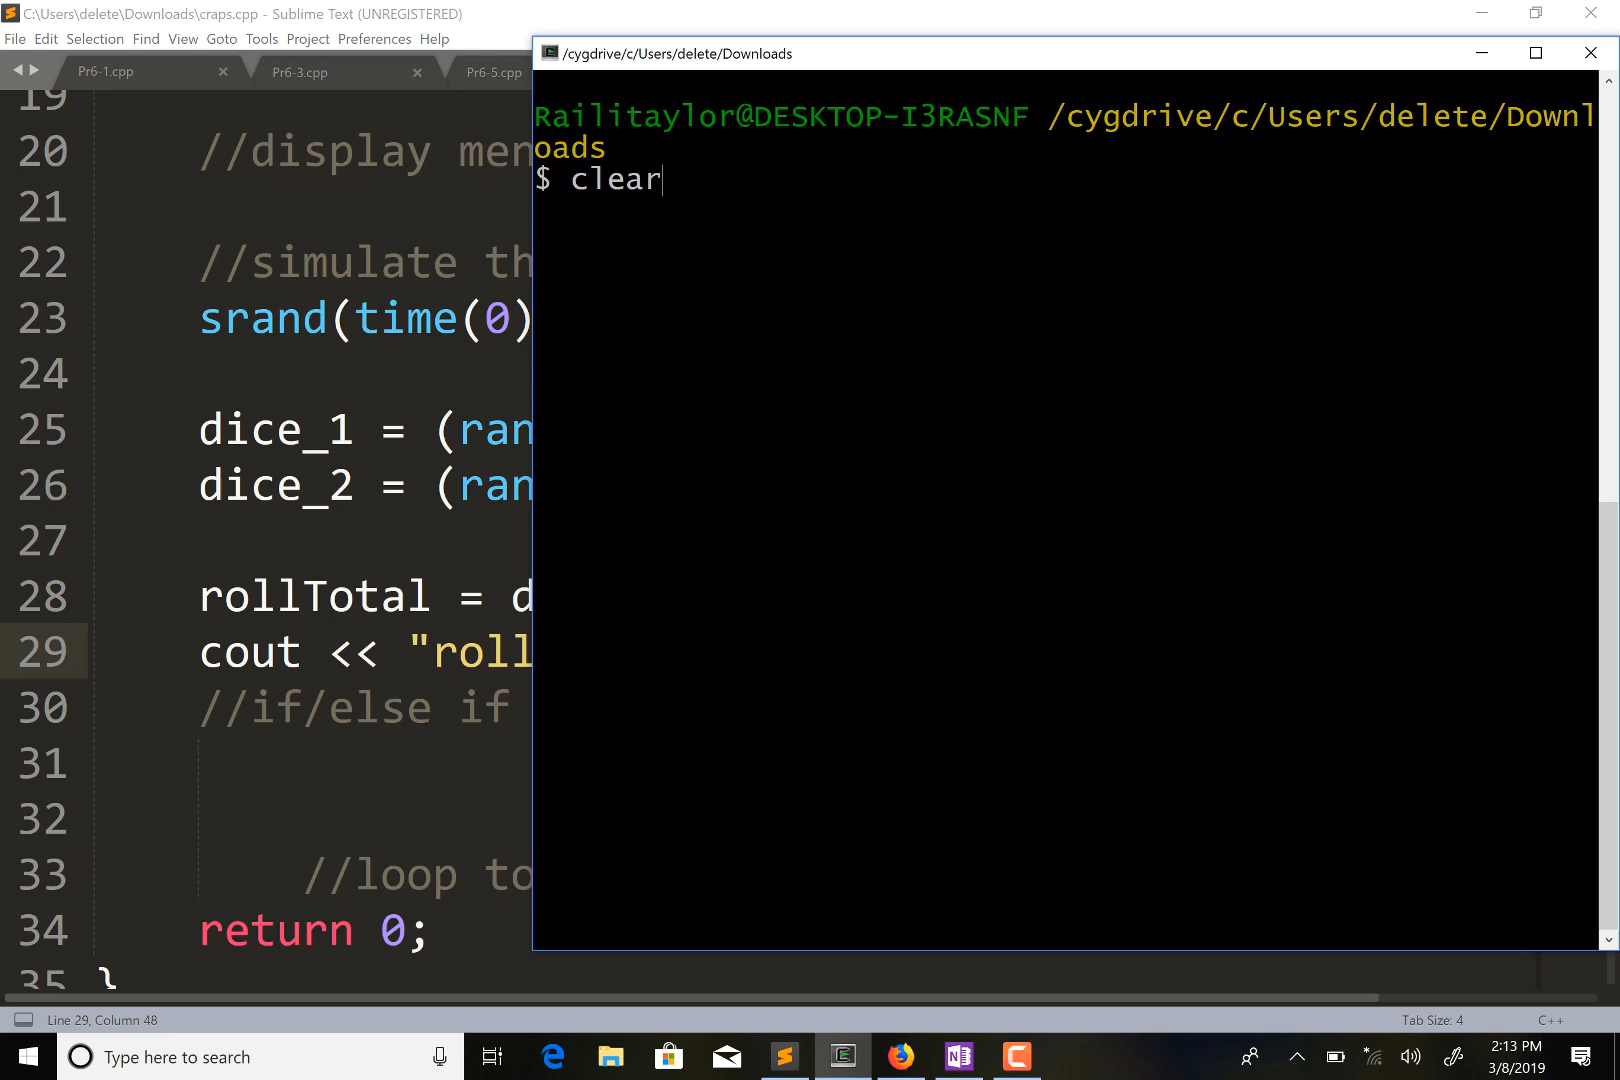 C:\Users\delete\Downloads\craps.cpp - Sublime Text (UNREGISTERED)
File Edit Selection Find View Goto Tools Project Preferences Help
Pr6-1.cpp
Pr6-3.cpp
Pr6-5.cpp
/cygdrive/c/Users/delete/Downloads
Railitaylor@DESKTOP-I3RASNF /cygdrive/c/Users/delete/Downl
oads
$ clear
19
20 //display men
21
22 //simulate th
23 srand(time(0)
24
25 dice_1 = (ran
26 dice_2 = (ran
27
28 rollTotal = d
29 cout << "roll
30 //if/else if
31
32
33 //loop to
34 return 0;
35 }
Line 29, Column 48
Tab Size: 4
C++
Type here to search
2:13 PM
3/8/2019